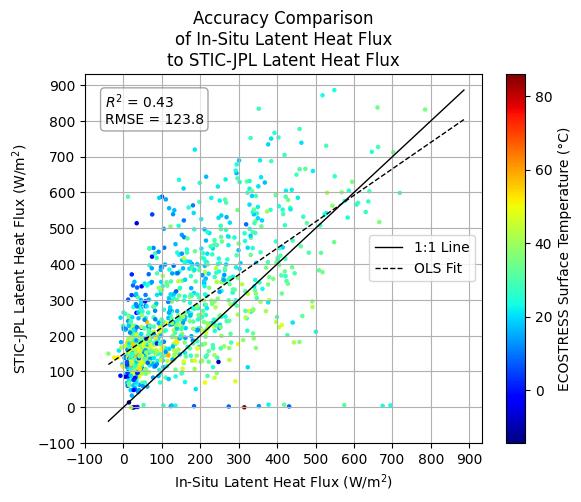 Accuracy Comparison
of In-Situ Latent Heat Flux
to STIC-JPL Latent Heat Flux
R² = 0.43
RMSE = 123.8
STIC-JPL Latent Heat Flux (W/m²)
900
800
700
600
500
400
300
200
100
0
−100
1:1 Line
OLS Fit
−100 0 100 200 300 400 500 600 700 800 900
In-Situ Latent Heat Flux (W/m²)
80
60
40
20
0
ECOSTRESS Surface Temperature (°C)